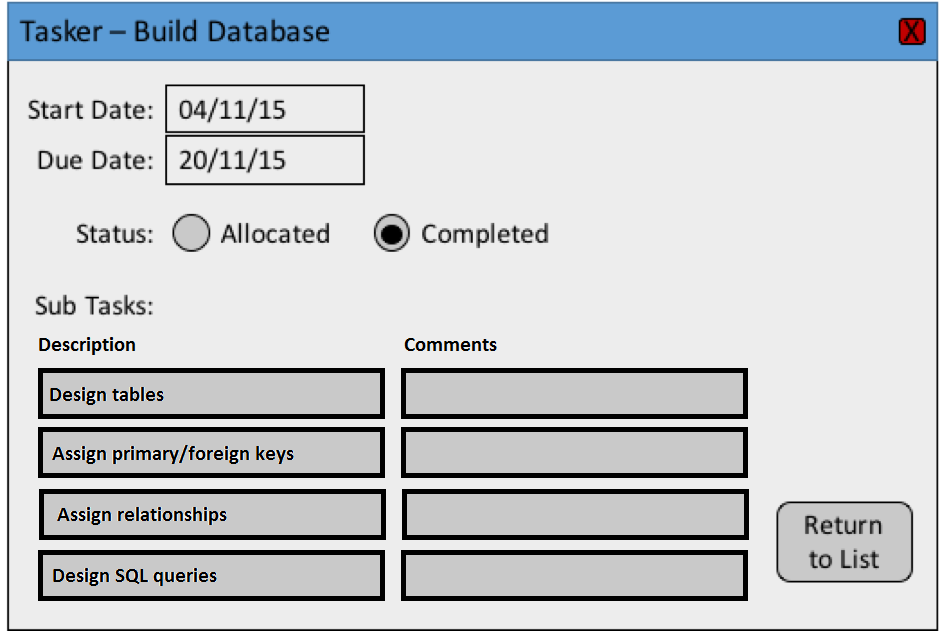 Tasker – Build Database X
Start Date: 04/11/15
Due Date: 20/11/15
Status: Allocated Completed
Sub Tasks:
Description Comments
Design tables
Assign primary/foreign keys
Assign relationships
Design SQL queries
Return
to List